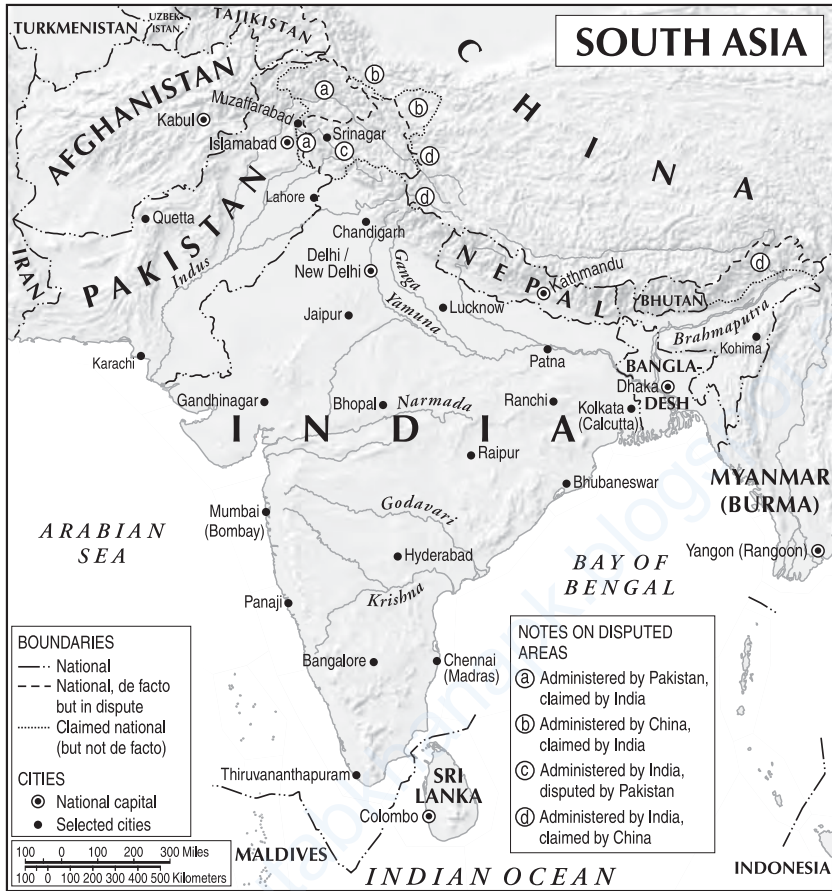 SOUTH ASIA
TURKMENISTAN
UZBEK-
ISTAN
TAJIKISTAN
CHINA
AFGHANISTAN
Kabul
Muzaffarabad
Islamabad
Srinagar
a
b
b
a
c
d
d
Lahore
Quetta
Chandigarh
IRAN
PAKISTAN
Indus
Delhi /
New Delhi
Ganga
Yamuna
NEPAL
Kathmandu
BHUTAN
d
Jaipur
Lucknow
Brahmaputra
Kohima
Karachi
Patna
BANGLA-
DESH
Dhaka
Gandhinagar
Bhopal
Narmada
Ranchi
Kolkata
(Calcutta)
INDIA
Raipur
Bhubaneswar
MYANMAR
(BURMA)
Mumbai
(Bombay)
Godavari
ARABIAN
SEA
Hyderabad
BAY OF
BENGAL
Yangon (Rangoon)
Panaji
Krishna
Bangalore
Chennai
(Madras)
Thiruvananthapuram
SRI
LANKA
Colombo
MALDIVES
INDIAN OCEAN
INDONESIA
BOUNDARIES
National
National, de facto
but in dispute
Claimed national
(but not de facto)
CITIES
National capital
Selected cities
100 0 100 200 300 Miles
100 0 100 200 300 400 500 Kilometers
NOTES ON DISPUTED
AREAS
a Administered by Pakistan,
claimed by India
b Administered by China,
claimed by India
c Administered by India,
disputed by Pakistan
d Administered by India,
claimed by China